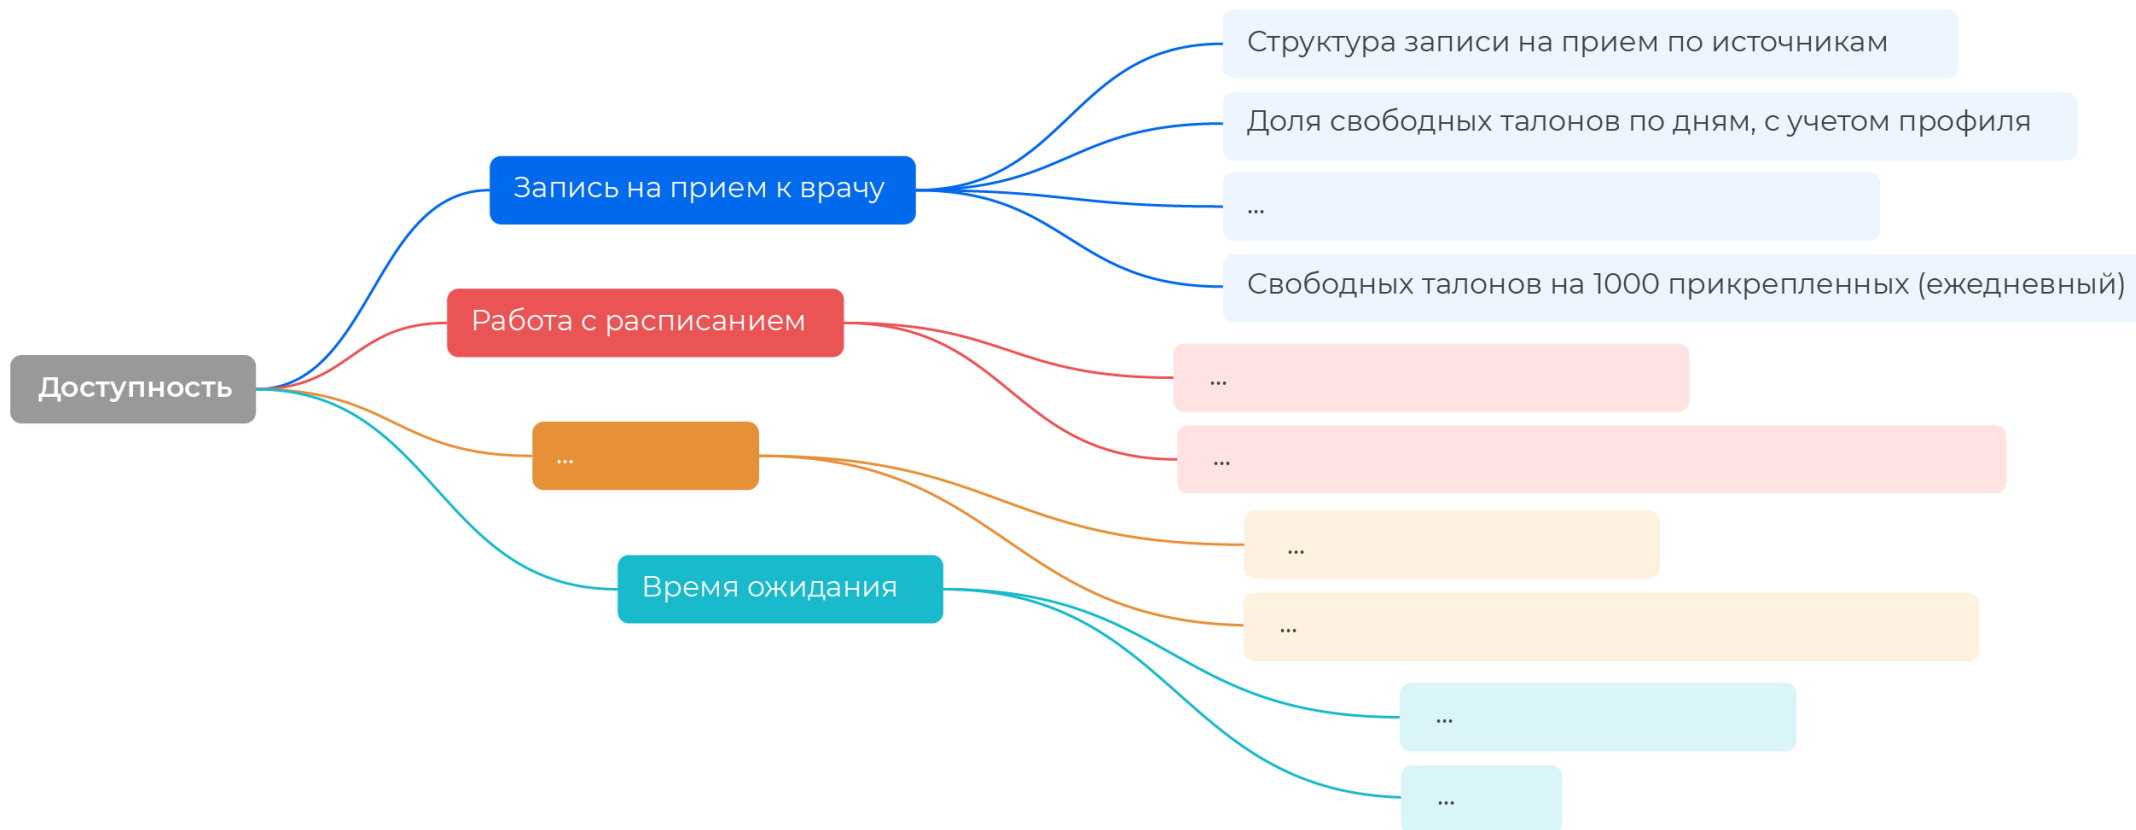 Доступность
Запись на прием к врачу
Структура записи на прием по источникам
Доля свободных талонов по дням, с учетом профиля
...
Свободных талонов на 1000 прикрепленных (ежедневный)
Работа с расписанием
...
...
...
...
...
Время ожидания
...
...